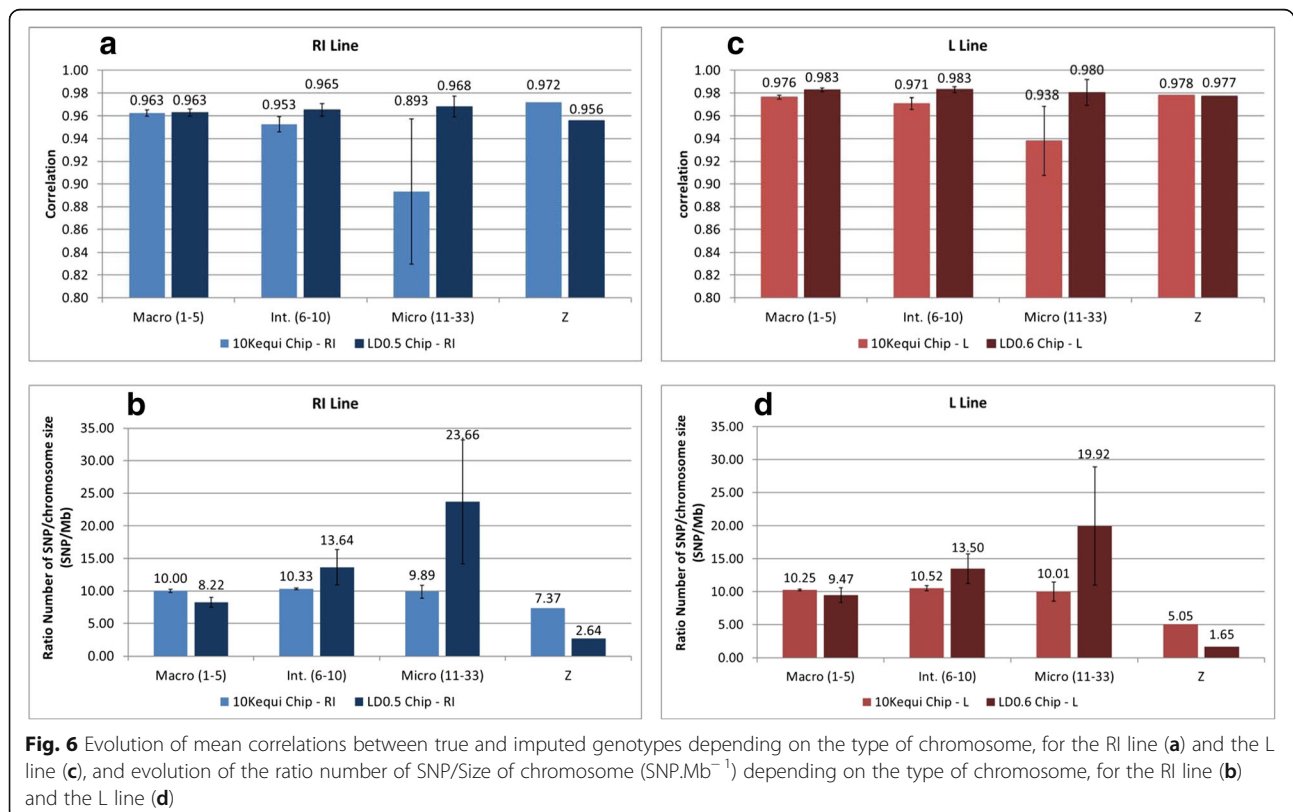 a
RI Line
Correlation
1.00
0.98
0.96
0.94
0.92
0.90
0.88
0.86
0.84
0.82
0.80
0.963 0.963 0.953 0.965 0.893 0.968 0.972 0.956
Macro (1-5) Int. (6-10) Micro (11-33) Z
10Kequi Chip - RI LD0.5 Chip - RI
c
L Line
correlation
1.00
0.98
0.96
0.94
0.92
0.90
0.88
0.86
0.84
0.82
0.80
0.976 0.983 0.971 0.983 0.938 0.980 0.978 0.977
Macro (1-5) Int. (6-10) Micro (11-33) Z
10Kequi Chip - L LD0.6 Chip - L
b
RI Line
Ratio Number of SNP/chromosome size
(SNP/Mb)
35.00
30.00
25.00
20.00
15.00
10.00
5.00
0.00
10.00 8.22 10.33 13.64 9.89 23.66 7.37 2.64
Macro (1-5) Int. (6-10) Micro (11-33) Z
10Kequi Chip - RI LD0.5 Chip - RI
d
L Line
Ratio Number of SNP/chromosome size
(SNP/Mb)
35.00
30.00
25.00
20.00
15.00
10.00
5.00
0.00
10.25 9.47 10.52 13.50 10.01 19.92 5.05 1.65
Macro (1-5) Int. (6-10) Micro (11-33) Z
10Kequi Chip - L LD0.6 Chip - L
Fig. 6 Evolution of mean correlations between true and imputed genotypes depending on the type of chromosome, for the RI line (a) and the L
line (c), and evolution of the ratio number of SNP/Size of chromosome (SNP.Mb⁻¹) depending on the type of chromosome, for the RI line (b)
and the L line (d)